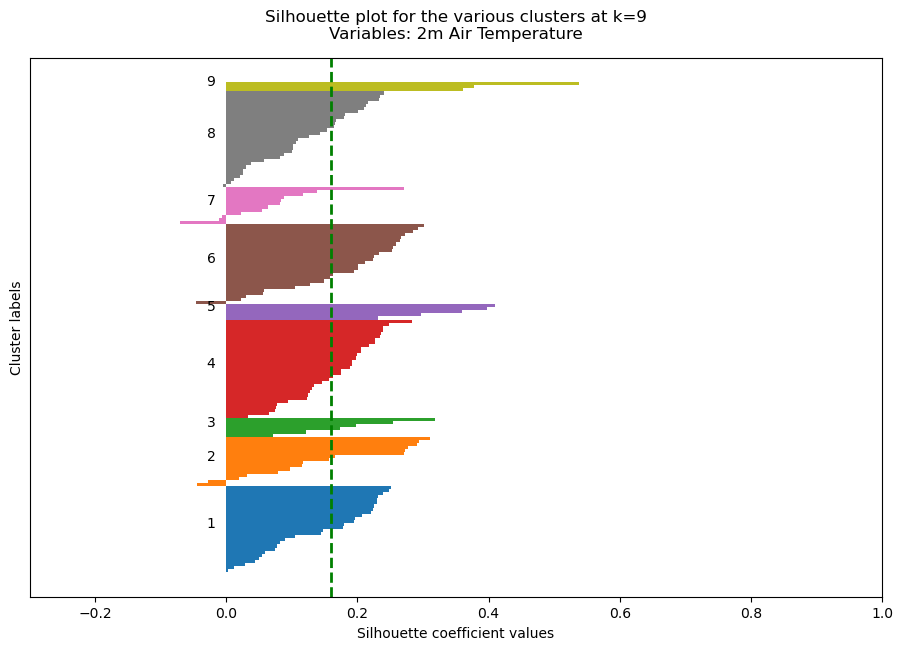 Silhouette plot for the various clusters at k=9
Variables: 2m Air Temperature
9
8
7
6
5
4
3
2
1
Cluster labels
−0.2 0.0 0.2 0.4 0.6 0.8 1.0
Silhouette coefficient values